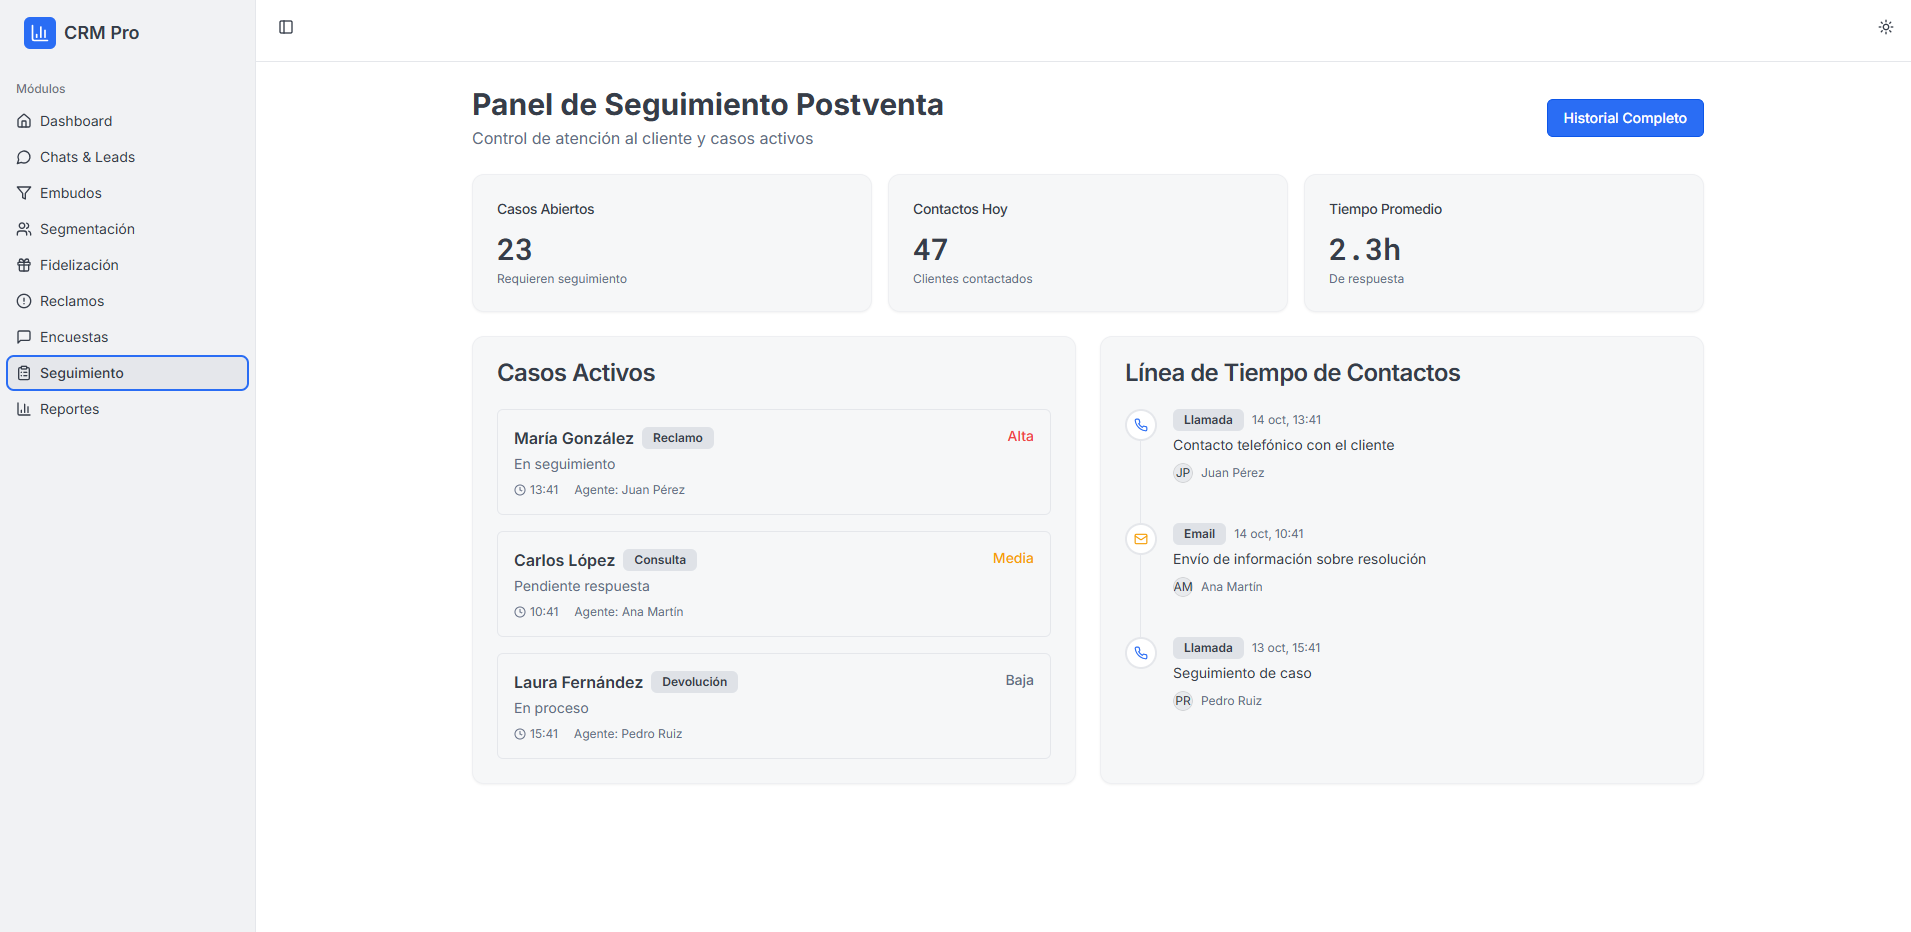 CRM Pro
Módulos
Dashboard
Chats & Leads
Embudos
Segmentación
Fidelización
Reclamos
Encuestas
Seguimiento
Reportes
Panel de Seguimiento Postventa
Control de atención al cliente y casos activos
Historial Completo
Casos Abiertos
23
Requieren seguimiento
Contactos Hoy
47
Clientes contactados
Tiempo Promedio
2.3h
De respuesta
Casos Activos
María González Reclamo Alta
En seguimiento
13:41 Agente: Juan Pérez
Carlos López Consulta Media
Pendiente respuesta
10:41 Agente: Ana Martín
Laura Fernández Devolución Baja
En proceso
15:41 Agente: Pedro Ruiz
Línea de Tiempo de Contactos
Llamada 14 oct, 13:41
Contacto telefónico con el cliente
JP Juan Pérez
Email 14 oct, 10:41
Envío de información sobre resolución
AM Ana Martín
Llamada 13 oct, 15:41
Seguimiento de caso
PR Pedro Ruiz